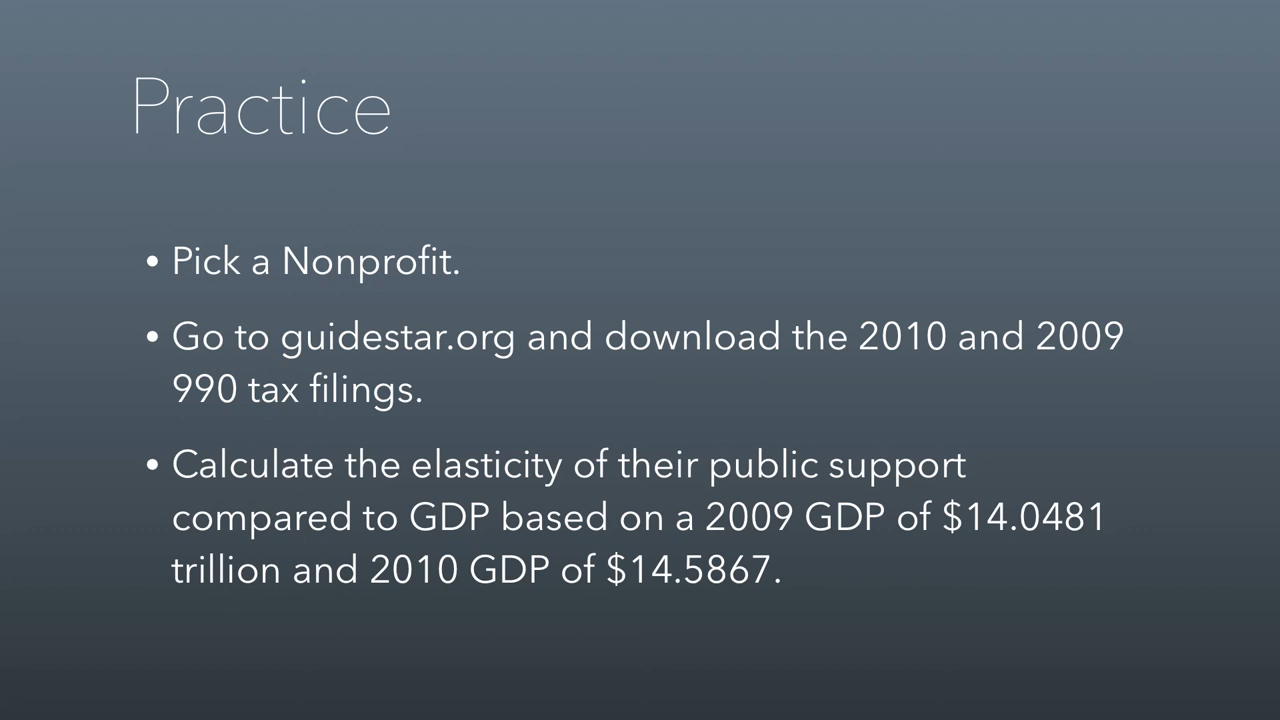 Practice
• Pick a Nonprofit.
• Go to guidestar.org and download the 2010 and 2009
990 tax filings.
• Calculate the elasticity of their public support
compared to GDP based on a 2009 GDP of $14.0481
trillion and 2010 GDP of $14.5867.